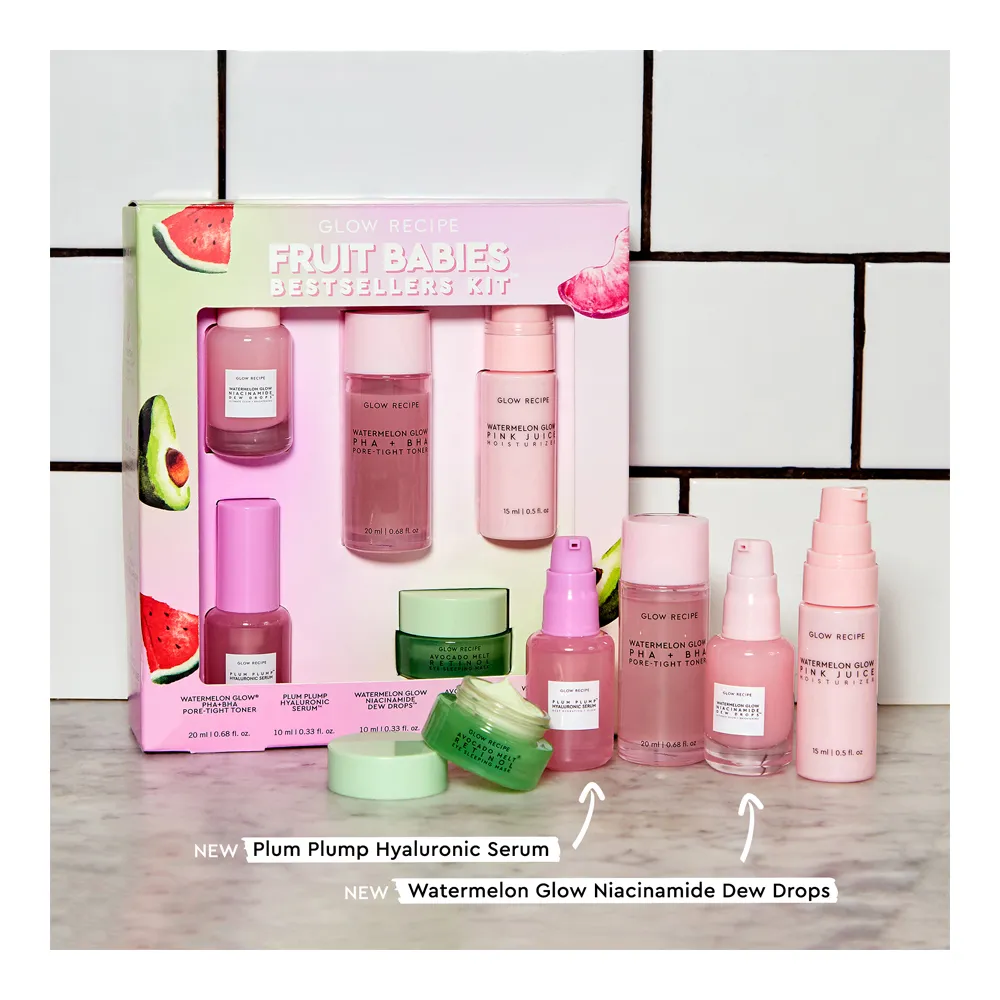 GLOW RECIPE
FRUIT BABIES
BESTSELLERS KIT
GLOW RECIPE
WATERMELON GLOW
NIACINAMIDE
DEW DROPS
GLOW RECIPE
WATERMELON GLOW
PHA + BHA
PORE-TIGHT TONER
20 ml | 0.68 fl. oz
GLOW RECIPE
WATERMELON GLOW
PINK JUICE
MOISTURIZER
15 ml | 0.5 fl. oz
GLOW RECIPE
PLUM PLUMP
HYALURONIC SERUM
GLOW RECIPE
AVOCADO MELT
RETINOL
EYE SLEEPING MASK
WATERMELON GLOW®
PHA+BHA
PORE-TIGHT TONER
20 ml | 0.68 fl. oz
PLUM PLUMP
HYALURONIC
SERUM™
10 ml | 0.33 fl. oz
WATERMELON GLOW
NIACINAMIDE
DEW DROPS™
10 ml | 0.33 fl. oz
GLOW RECIPE
AVOCADO MELT
RETINOL
EYE SLEEPING MASK
GLOW RECIPE
PLUM PLUMP
HYALURONIC SERUM
GLOW RECIPE
WATERMELON GLOW
PHA + BHA
PORE-TIGHT TONER
20 ml | 0.68 fl. oz
GLOW RECIPE
WATERMELON GLOW
NIACINAMIDE
DEW DROPS
GLOW RECIPE
WATERMELON GLOW
PINK JUICE
MOISTURIZER
15 ml | 0.5 fl. oz
NEW Plum Plump Hyaluronic Serum
NEW Watermelon Glow Niacinamide Dew Drops